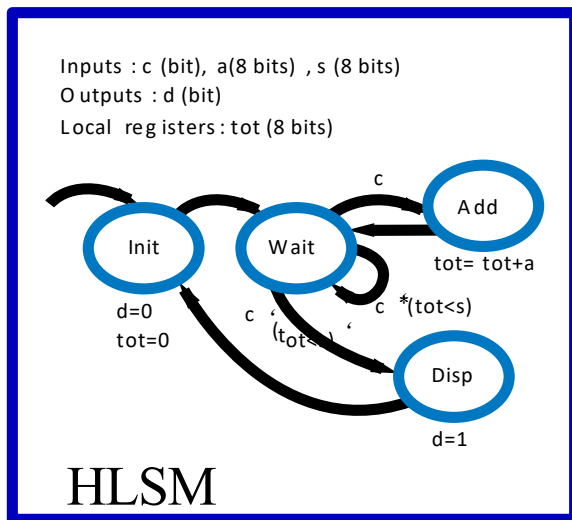 Inputs : c (bit), a(8 bits) , s (8 bits)
Outputs : d (bit)
Local registers : tot (8 bits)
c
Add
Init
Wait
tot= tot+a
d=0
tot=0
c *(tot<s)
c ‘
(tot< ) ‘
Disp
d=1
HLSM